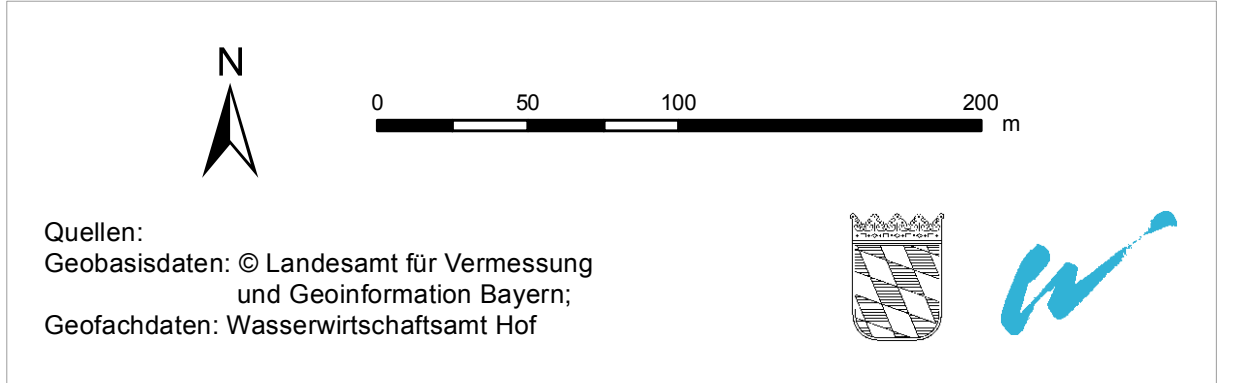 N
0 50 100 200
m
Quellen:
Geobasisdaten: © Landesamt für Vermessung
und Geoinformation Bayern;
Geofachdaten: Wasserwirtschaftsamt Hof